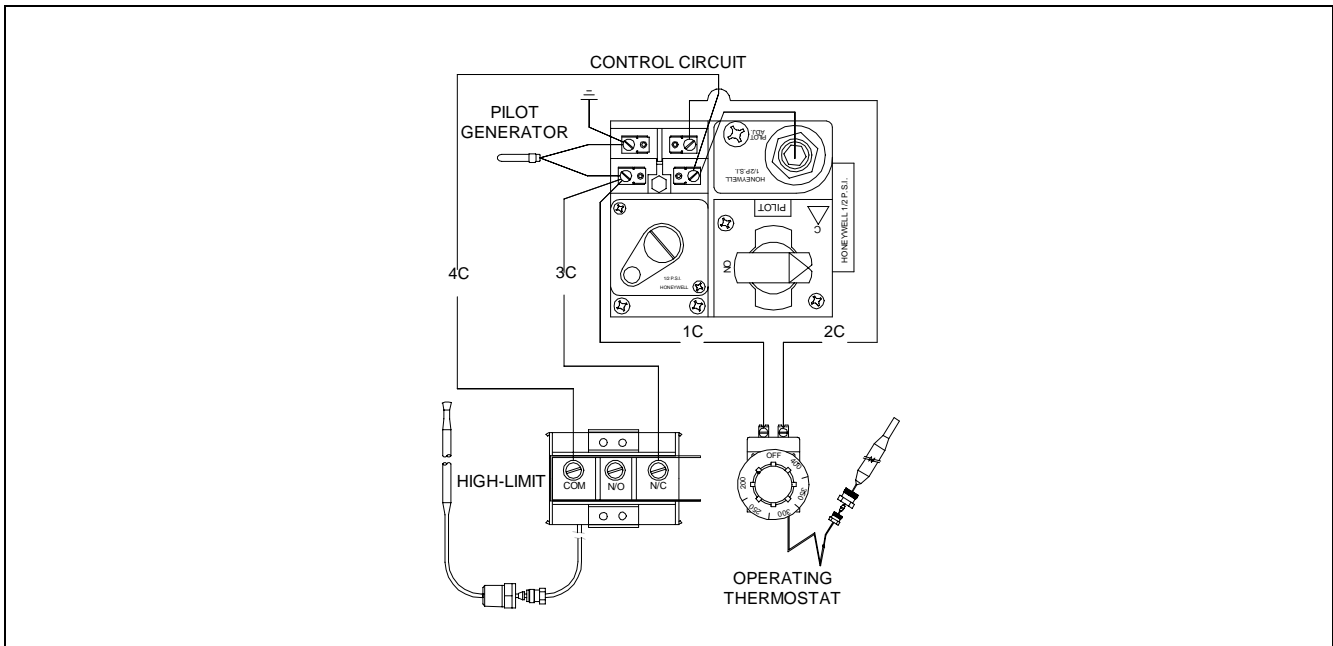 CONTROL CIRCUIT
PILOT
GENERATOR
PILOT
ADJ.
HONEYWELL
1/2 P.S.I.
PILOT
C
HONEYWELL 1/2 P.S.I.
NO
1/2 P.S.I.
HONEYWELL
4C
3C
1C
2C
HIGH-LIMIT
COM
N/O
N/C
OFF
400
350
300
250
200
OPERATING
THERMOSTAT